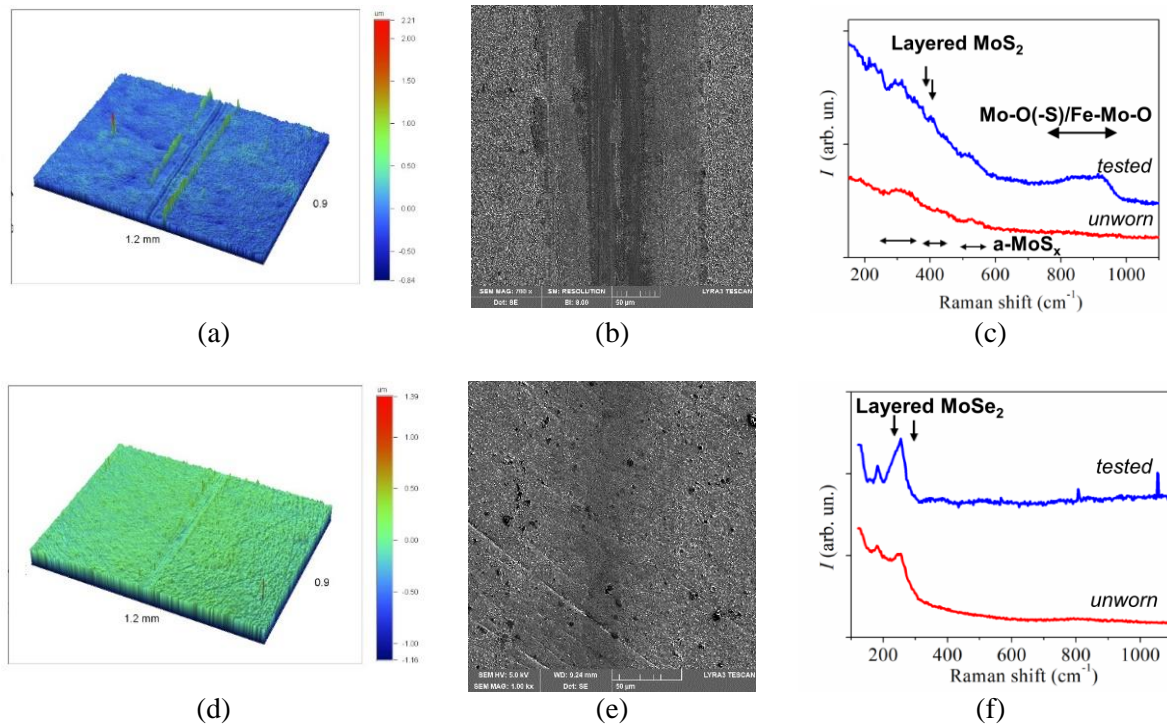 um
2.21
2.00
1.50
1.00
0.50
0.00
-0.50
-0.84
0.9
1.2 mm
(a)
SEM MAG: 700 x
SM: RESOLUTION
LYRA3 TESCAN
Det: SE
BI: 8.00
50 µm
(b)
Layered MoS2
Mo-O(-S)/Fe-Mo-O
tested
unworn
a-MoSx
I (arb. un.)
200 400 600 800 1000
Raman shift (cm-1)
(c)
um
1.39
1.00
0.50
0.00
-1.00
-1.16
0.9
1.2 mm
(d)
SEM HV: 5.0 kV
WD: 9.24 mm
LYRA3 TESCAN
SEM MAG: 1.00 kx
Det: SE
50 µm
(e)
Layered MoSe2
tested
unworn
I (arb. un.)
200 400 600 800 1000
Raman shift (cm-1)
(f)